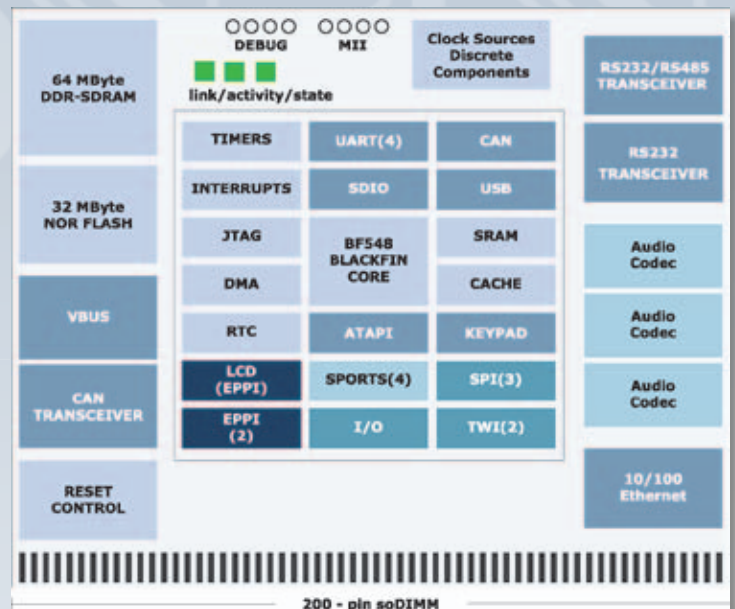 64 MByte
DDR-SDRAM
32 MByte
NOR FLASH
VBUS
CAN
TRANSCEIVER
RESET
CONTROL
DEBUG
MII
link/activity/state
Clock Sources
Discrete
Components
TIMERS
UART(4)
CAN
INTERRUPTS
SDIO
USB
JTAG
BF548
BLACKFIN
CORE
SRAM
DMA
CACHE
RTC
ATAPI
KEYPAD
LCD
(EPPI)
SPORTS(4)
SPI(3)
EPPI
(2)
I/O
TWI(2)
RS232/RS485
TRANSCEIVER
RS232
TRANSCEIVER
Audio
Codec
Audio
Codec
Audio
Codec
10/100
Ethernet
200 - pin soDIMM